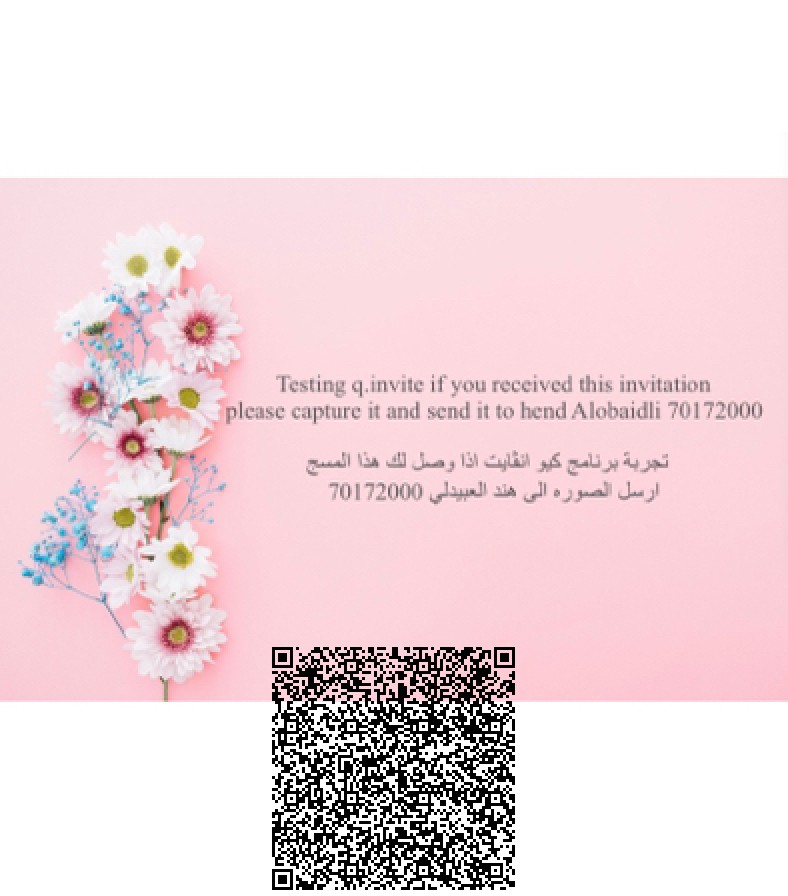 Testing q.invite if you received this invitation
please capture it and send it to hend Alobaidli 70172000
تجربة برنامج كيو انڤايت اذا وصل لك هذا المسج
ارسل الصوره الى هند العبيدلي 70172000